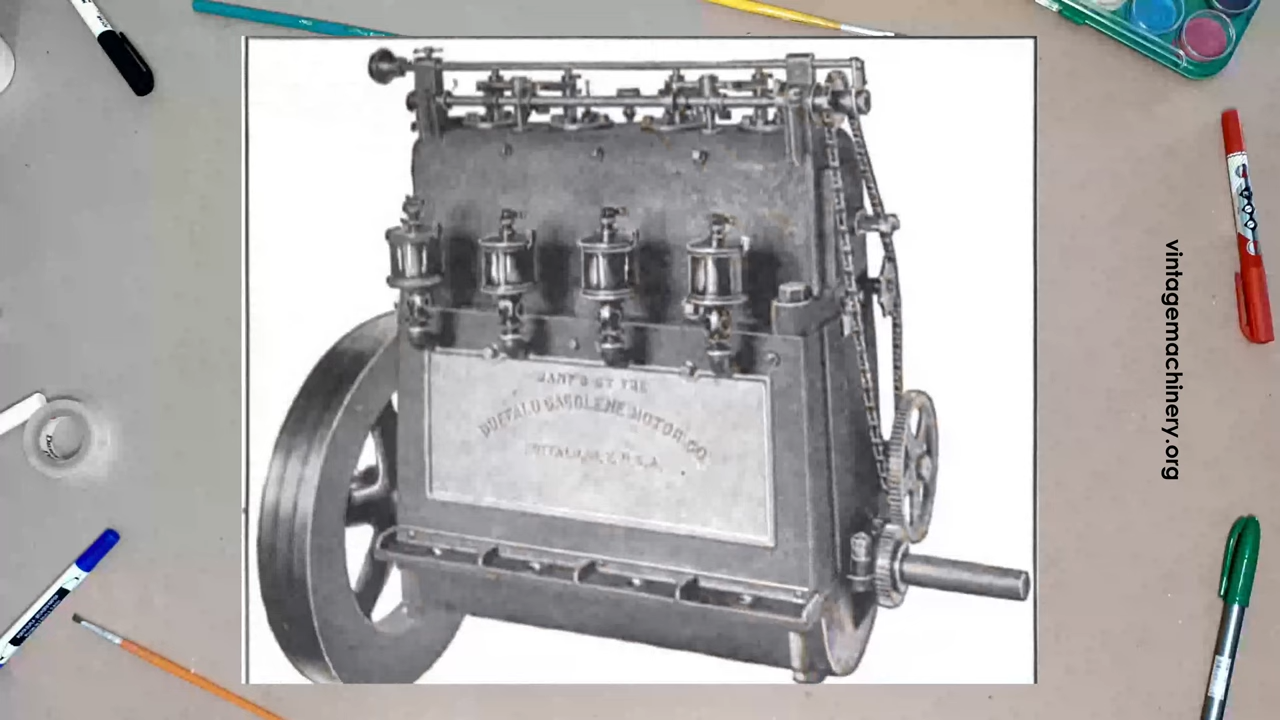 MANF'D BY THE
BUFFALO GASOLENE MOTOR CO.
BUFFALO, N.Y. U.S.A.
vintagemachinery.org